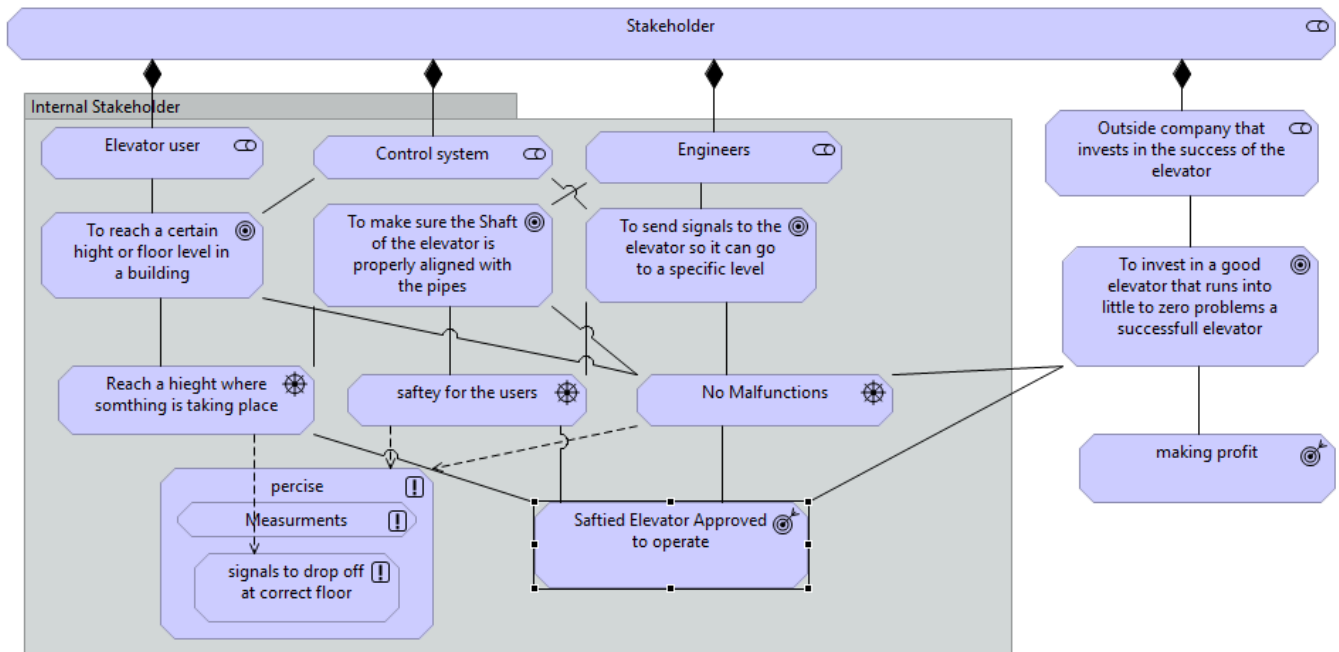 Stakeholder
Internal Stakeholder
Elevator user
Control system
Engineers
Outside company that
invests in the success of the
elevator
To reach a certain
hight or floor level in
a building
To make sure the Shaft
of the elevator is
properly aligned with
the pipes
To send signals to the
elevator so it can go
to a specific level
To invest in a good
elevator that runs into
little to zero problems a
successfull elevator
Reach a hieght where
somthing is taking place
saftey for the users
No Malfunctions
making profit
percise
Measurments
signals to drop off
at correct floor
Saftied Elevator Approved
to operate